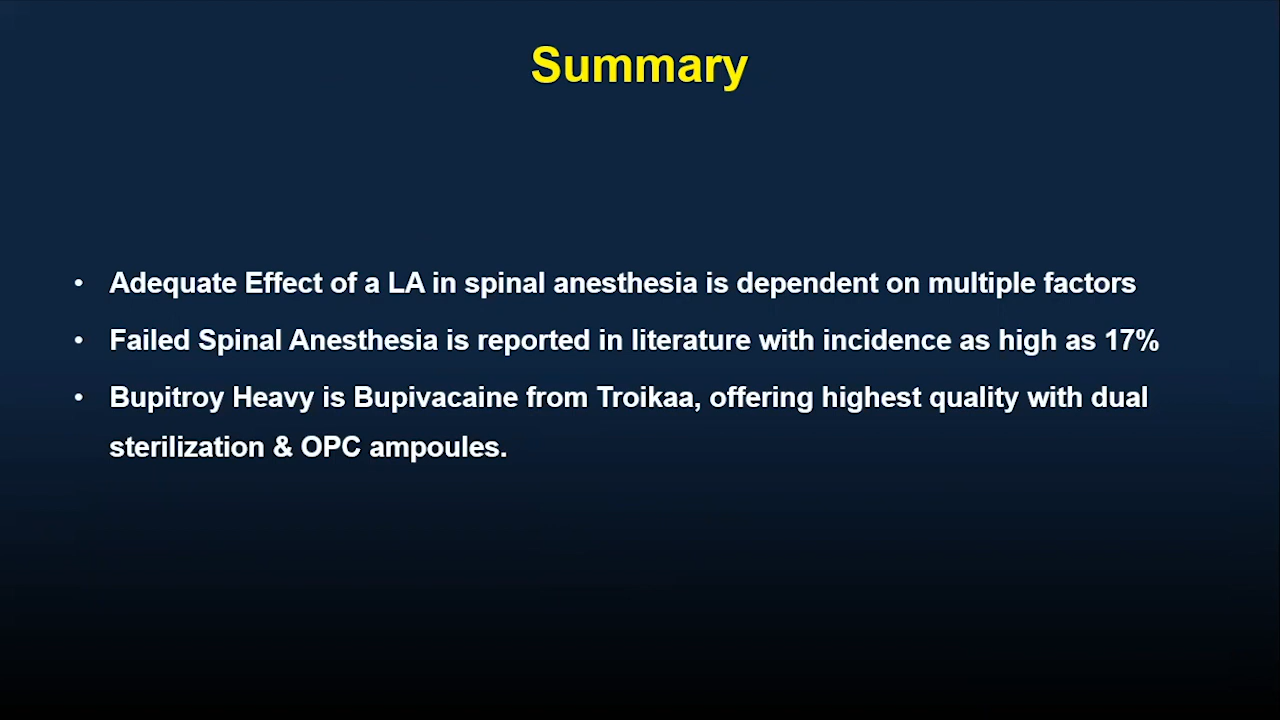 Summary
• Adequate Effect of a LA in spinal anesthesia is dependent on multiple factors
• Failed Spinal Anesthesia is reported in literature with incidence as high as 17%
• Bupitroy Heavy is Bupivacaine from Troikaa, offering highest quality with dual
sterilization & OPC ampoules.